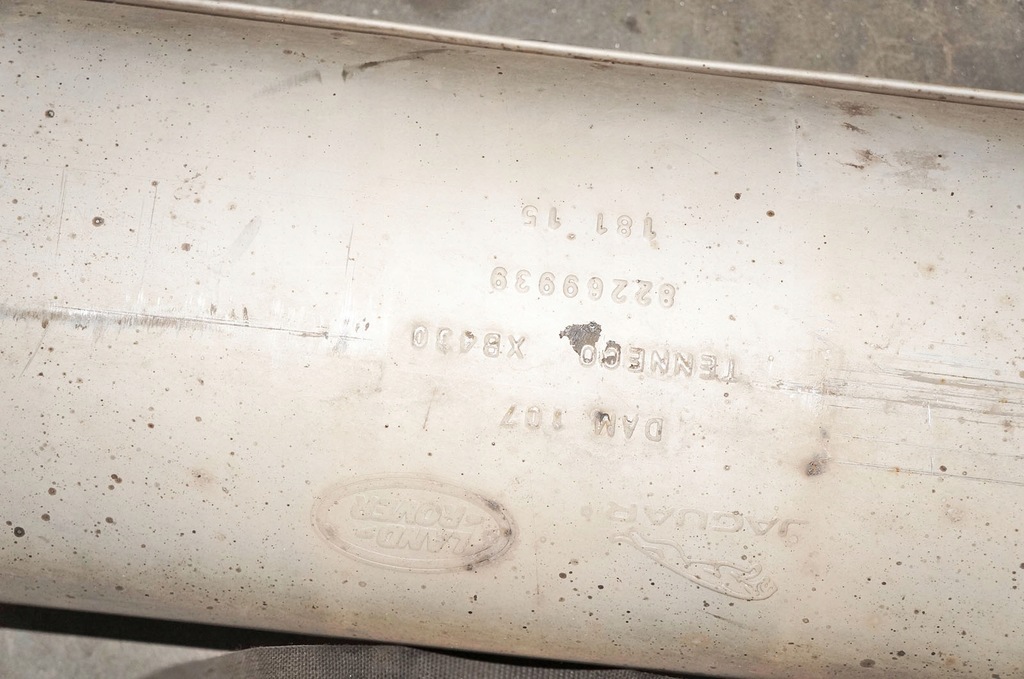 JAGUAR
LAND-
ROVER
DAM 107
TENNECO XB430
82269939
181 15